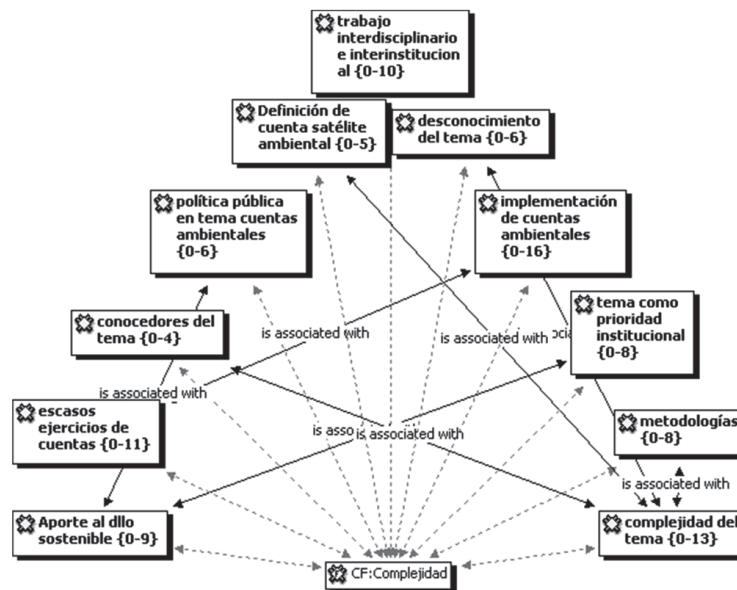 trabajo
interdisciplinario
e interinstitucion
al {0-10}
Definición de
cuenta satélite
ambiental {0-5}
desconocimiento
del tema {0-6}
política pública
en tema cuentas
ambientales
{0-6}
implementación
de cuentas
ambientales
{0-16}
conocedores del
tema {0-4}
tema como
prioridad
institucional
{0-8}
is associated with
is associated with
is associated with
escasos
ejercicios de
cuentas {0-11}
metodologías
{0-8}
is associated with
is associated with
Aporte al dllo
sostenible {0-9}
complejidad del
tema {0-13}
CF:Complejidad